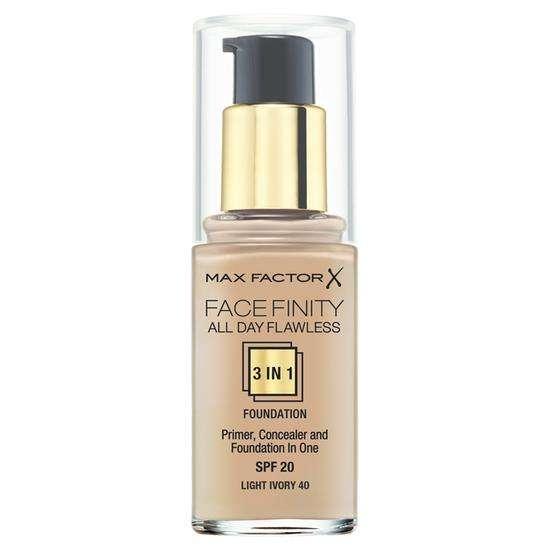 MAX FACTOR X
FACE FINITY
ALL DAY FLAWLESS
3 IN 1
FOUNDATION
Primer, Concealer and
Foundation In One
SPF 20
LIGHT IVORY 40